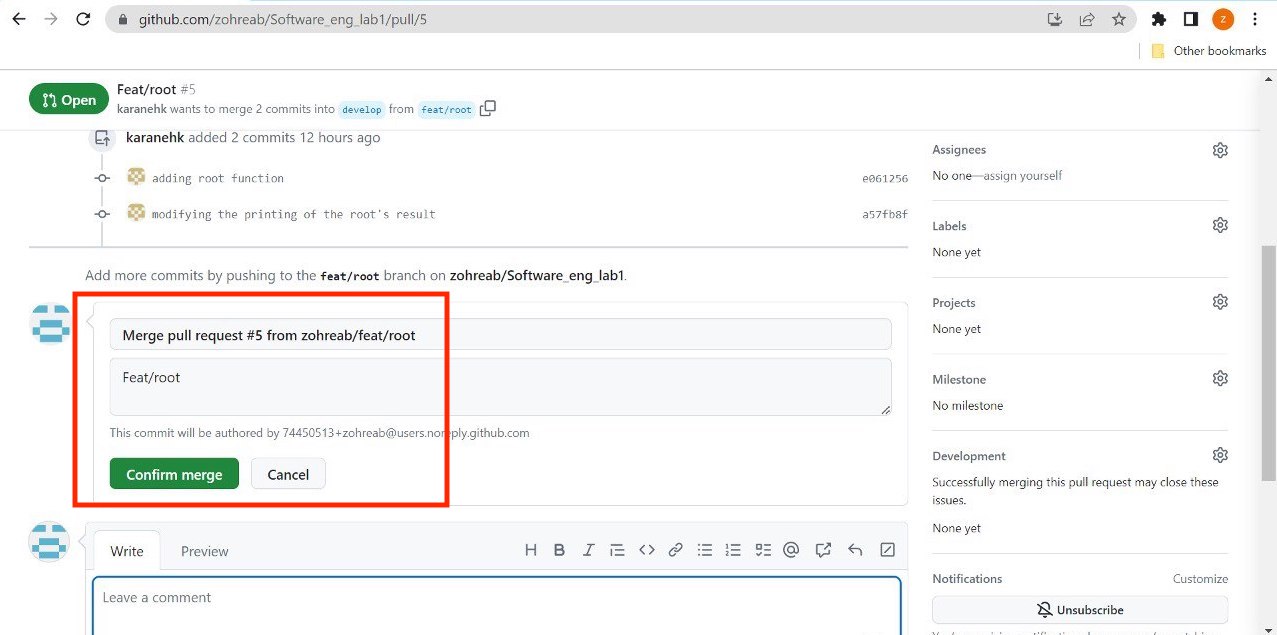 github.com/zohreab/Software_eng_lab1/pull/5
Z
Other bookmarks
Open
Feat/root #5
karanehk wants to merge 2 commits into develop from feat/root
karanehk added 2 commits 12 hours ago
adding root function e061256
modifying the printing of the root's result a57fb8f
Add more commits by pushing to the feat/root branch on zohreab/Software_eng_lab1.
Merge pull request #5 from zohreab/feat/root
Feat/root
This commit will be authored by 74450513+zohreab@users.noreply.github.com
Confirm merge Cancel
Write Preview
H B I
Leave a comment
Assignees
No one—assign yourself
Labels
None yet
Projects
None yet
Milestone
No milestone
Development
Successfully merging this pull request may close these
issues.
None yet
Notifications Customize
Unsubscribe